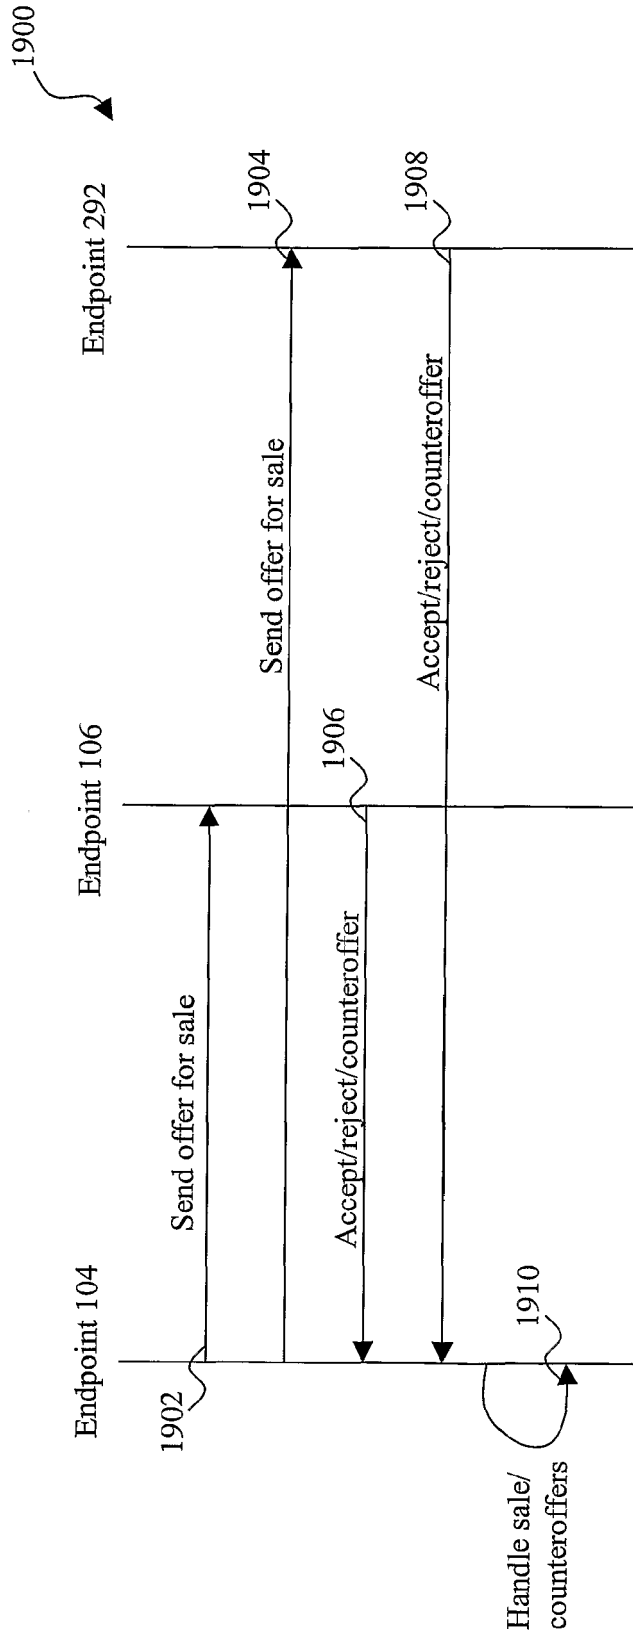 1900
Endpoint 104
Endpoint 106
Endpoint 292
1902
Send offer for sale
Send offer for sale
1904
Accept/reject/counteroffer
1906
Accept/reject/counteroffer
1908
Handle sale/
counteroffers
1910